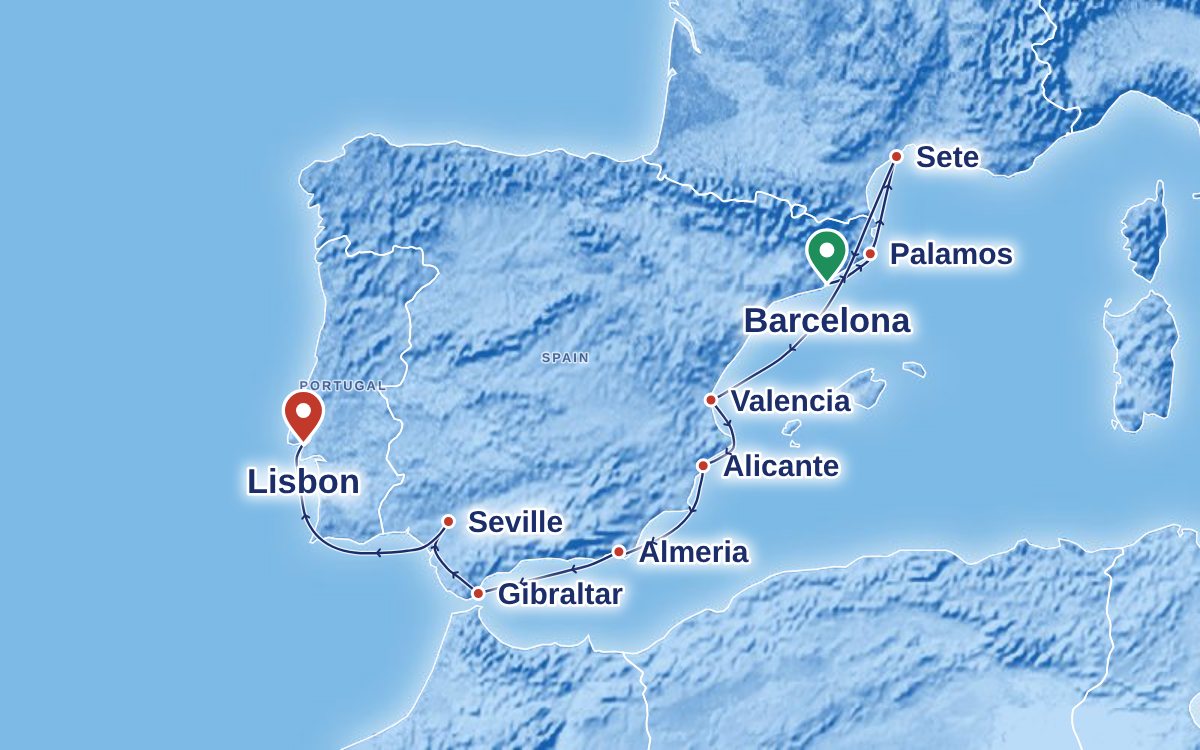 Sete
Palamos
Barcelona
SPAIN
PORTUGAL
Valencia
Alicante
Lisbon
Seville
Almeria
Gibraltar